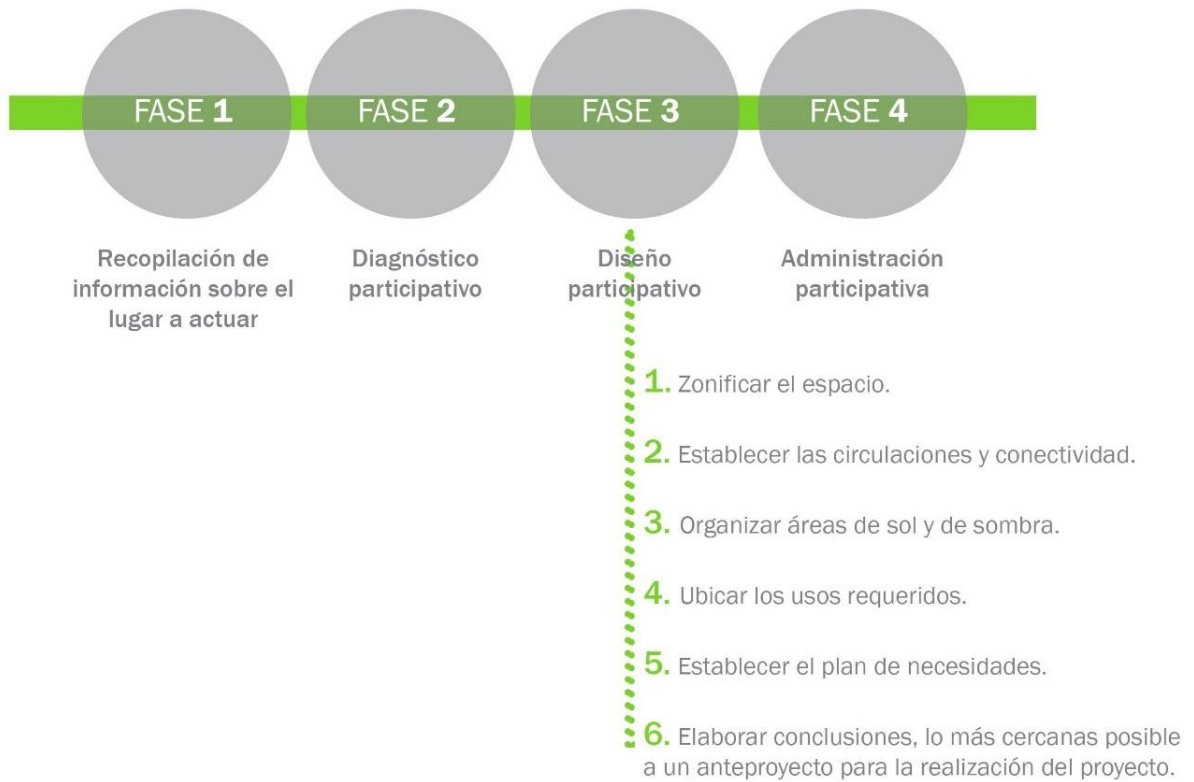 FASE 1
FASE 2
FASE 3
FASE 4
Recopilación de
información sobre el
lugar a actuar
Diagnóstico
participativo
Diseño
participativo
Administración
participativa
1. Zonificar el espacio.
2. Establecer las circulaciones y conectividad.
3. Organizar áreas de sol y de sombra.
4. Ubicar los usos requeridos.
5. Establecer el plan de necesidades.
6. Elaborar conclusiones, lo más cercanas posible
a un anteproyecto para la realización del proyecto.